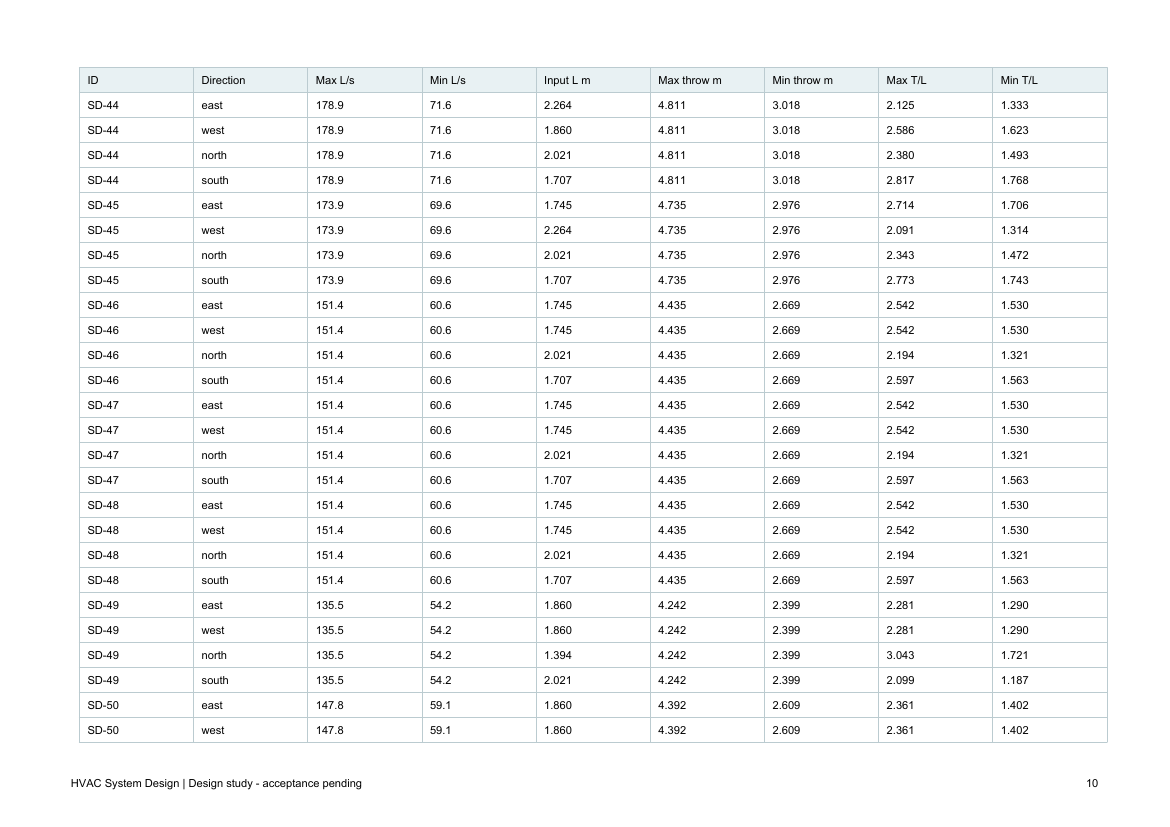 ID Direction Max L/s Min L/s Input L m Max throw m Min throw m Max T/L Min T/L
SD-44 east 178.9 71.6 2.264 4.811 3.018 2.125 1.333
SD-44 west 178.9 71.6 1.860 4.811 3.018 2.586 1.623
SD-44 north 178.9 71.6 2.021 4.811 3.018 2.380 1.493
SD-44 south 178.9 71.6 1.707 4.811 3.018 2.817 1.768
SD-45 east 173.9 69.6 1.745 4.735 2.976 2.714 1.706
SD-45 west 173.9 69.6 2.264 4.735 2.976 2.091 1.314
SD-45 north 173.9 69.6 2.021 4.735 2.976 2.343 1.472
SD-45 south 173.9 69.6 1.707 4.735 2.976 2.773 1.743
SD-46 east 151.4 60.6 1.745 4.435 2.669 2.542 1.530
SD-46 west 151.4 60.6 1.745 4.435 2.669 2.542 1.530
SD-46 north 151.4 60.6 2.021 4.435 2.669 2.194 1.321
SD-46 south 151.4 60.6 1.707 4.435 2.669 2.597 1.563
SD-47 east 151.4 60.6 1.745 4.435 2.669 2.542 1.530
SD-47 west 151.4 60.6 1.745 4.435 2.669 2.542 1.530
SD-47 north 151.4 60.6 2.021 4.435 2.669 2.194 1.321
SD-47 south 151.4 60.6 1.707 4.435 2.669 2.597 1.563
SD-48 east 151.4 60.6 1.745 4.435 2.669 2.542 1.530
SD-48 west 151.4 60.6 1.745 4.435 2.669 2.542 1.530
SD-48 north 151.4 60.6 2.021 4.435 2.669 2.194 1.321
SD-48 south 151.4 60.6 1.707 4.435 2.669 2.597 1.563
SD-49 east 135.5 54.2 1.860 4.242 2.399 2.281 1.290
SD-49 west 135.5 54.2 1.860 4.242 2.399 2.281 1.290
SD-49 north 135.5 54.2 1.394 4.242 2.399 3.043 1.721
SD-49 south 135.5 54.2 2.021 4.242 2.399 2.099 1.187
SD-50 east 147.8 59.1 1.860 4.392 2.609 2.361 1.402
SD-50 west 147.8 59.1 1.860 4.392 2.609 2.361 1.402
HVAC System Design | Design study - acceptance pending 10